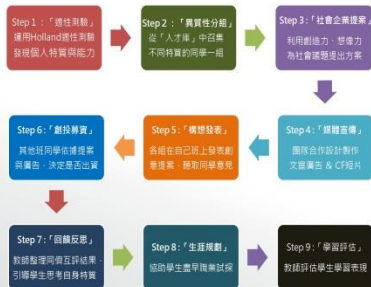 Step 1：「適性測驗」
運用Holland適性測驗
發現個人特質與能力
Step 2：「異質性分組」
從「人才庫」中召集
不同特質的同學一組
Step 3：「社會企業提案」
利用創造力、想像力
為社會議題提出方案
Step 4：「媒體宣傳」
團隊合作設計製作
文宣廣告 & CF短片
Step 5：「構想發表」
各組在自己班上發表創
意提案，聽取同學意見
Step 6：「創投募資」
其他班同學依據提案
與廣告，決定是否出資
Step 7：「回饋反思」
教師整理同儕互評結果，
引導學生思考自身特質
Step 8：「生涯規劃」
協助學生盡早職業試探
Step 9：「學習評估」
教師評估學生學習表現